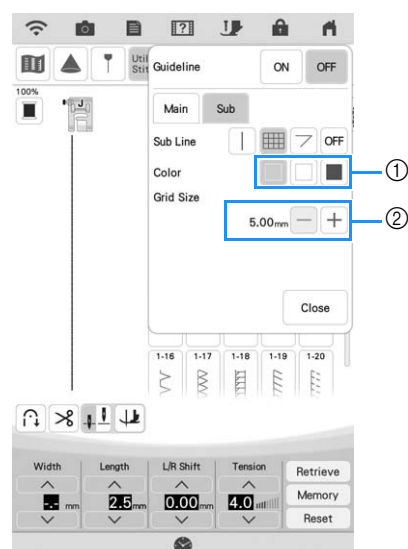 Util
Stit
Guideline ON OFF
100%
J
Main Sub
Sub Line OFF
Color
①
Grid Size
5.00mm − +
②
Close
1-16 1-17 1-18 1-19 1-20
Width Length L/R Shift Tension
Retrieve
-.- mm 2.5mm 0.00mm 4.0
Memory
Reset